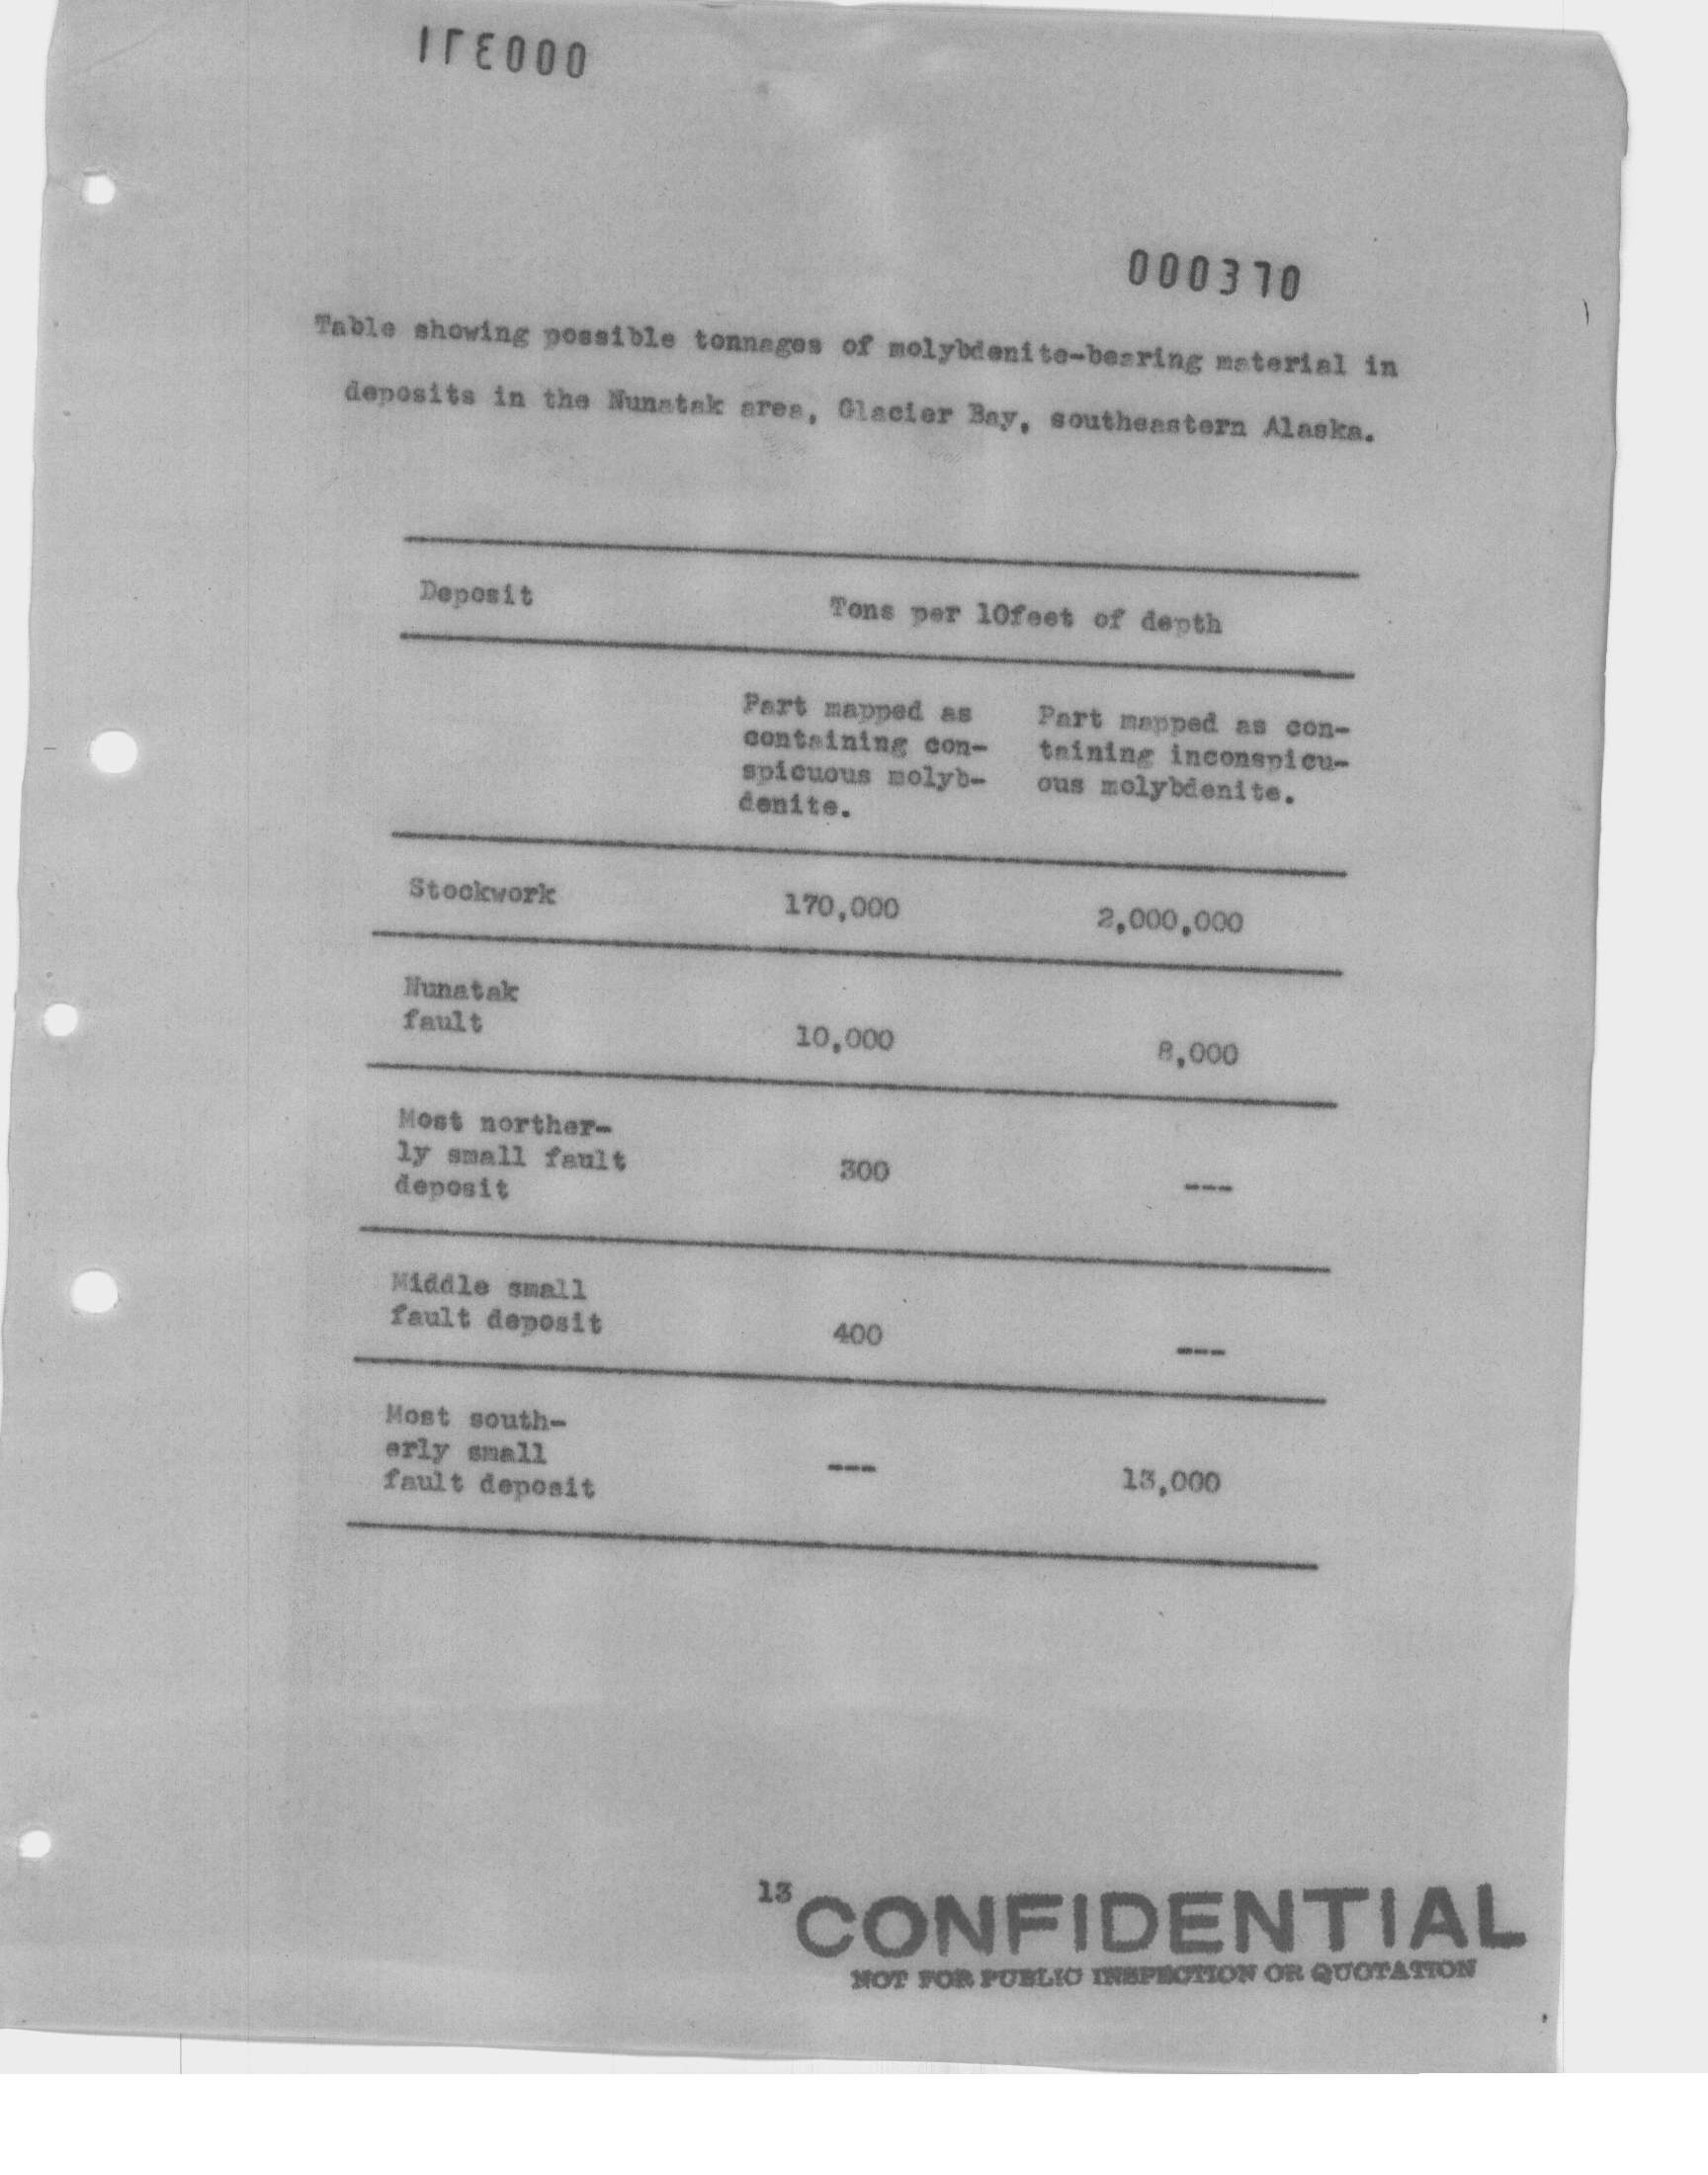 000371
000370
Table showing possible tonnages of molybdenite-bearing material in
deposits in the Nunatak area, Glacier Bay, southeastern Alaska.
Deposit Tons per 10feet of depth
Part mapped as
containing con-
spicuous molyb-
denite.
Part mapped as con-
taining inconspicu-
ous molybdenite.
Stockwork 170,000 2,000,000
Nunatak
fault 10,000 8,000
Most norther-
ly small fault 300 ---
deposit
Middle small
fault deposit 400 ---
Most south-
erly small --- 13,000
fault deposit
13
CONFIDENTIAL
NOT FOR PUBLIC INSPECTION OR QUOTATION